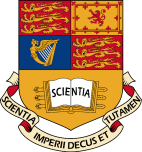 SCIENTIA
SCIENTIA
IMPERII DECUS ET
TUTAMEN